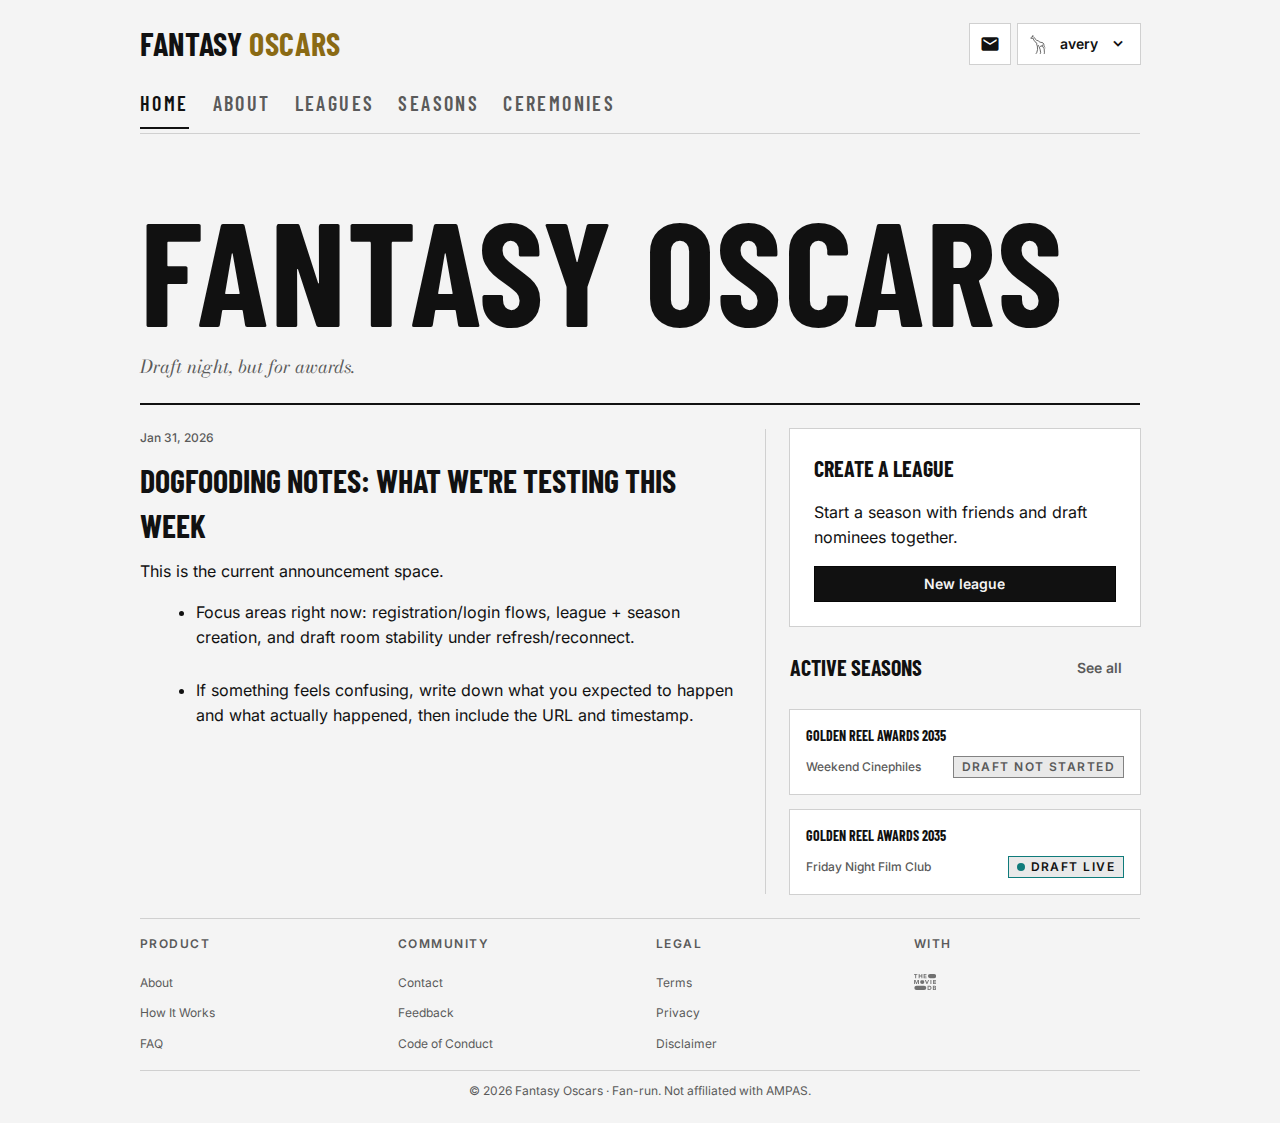 FANTASY OSCARS
avery
HOME ABOUT LEAGUES SEASONS CEREMONIES
FANTASY OSCARS
Draft night, but for awards.
Jan 31, 2026
DOGFOODING NOTES: WHAT WE'RE TESTING THIS
WEEK
This is the current announcement space.
• Focus areas right now: registration/login flows, league + season
creation, and draft room stability under refresh/reconnect.
• If something feels confusing, write down what you expected to happen
and what actually happened, then include the URL and timestamp.
CREATE A LEAGUE
Start a season with friends and draft
nominees together.
New league
ACTIVE SEASONS See all
GOLDEN REEL AWARDS 2035
Weekend Cinephiles DRAFT NOT STARTED
GOLDEN REEL AWARDS 2035
Friday Night Film Club DRAFT LIVE
PRODUCT
About
How It Works
FAQ
COMMUNITY
Contact
Feedback
Code of Conduct
LEGAL
Terms
Privacy
Disclaimer
WITH
THE
MOVIE
DB
© 2026 Fantasy Oscars · Fan-run. Not affiliated with AMPAS.